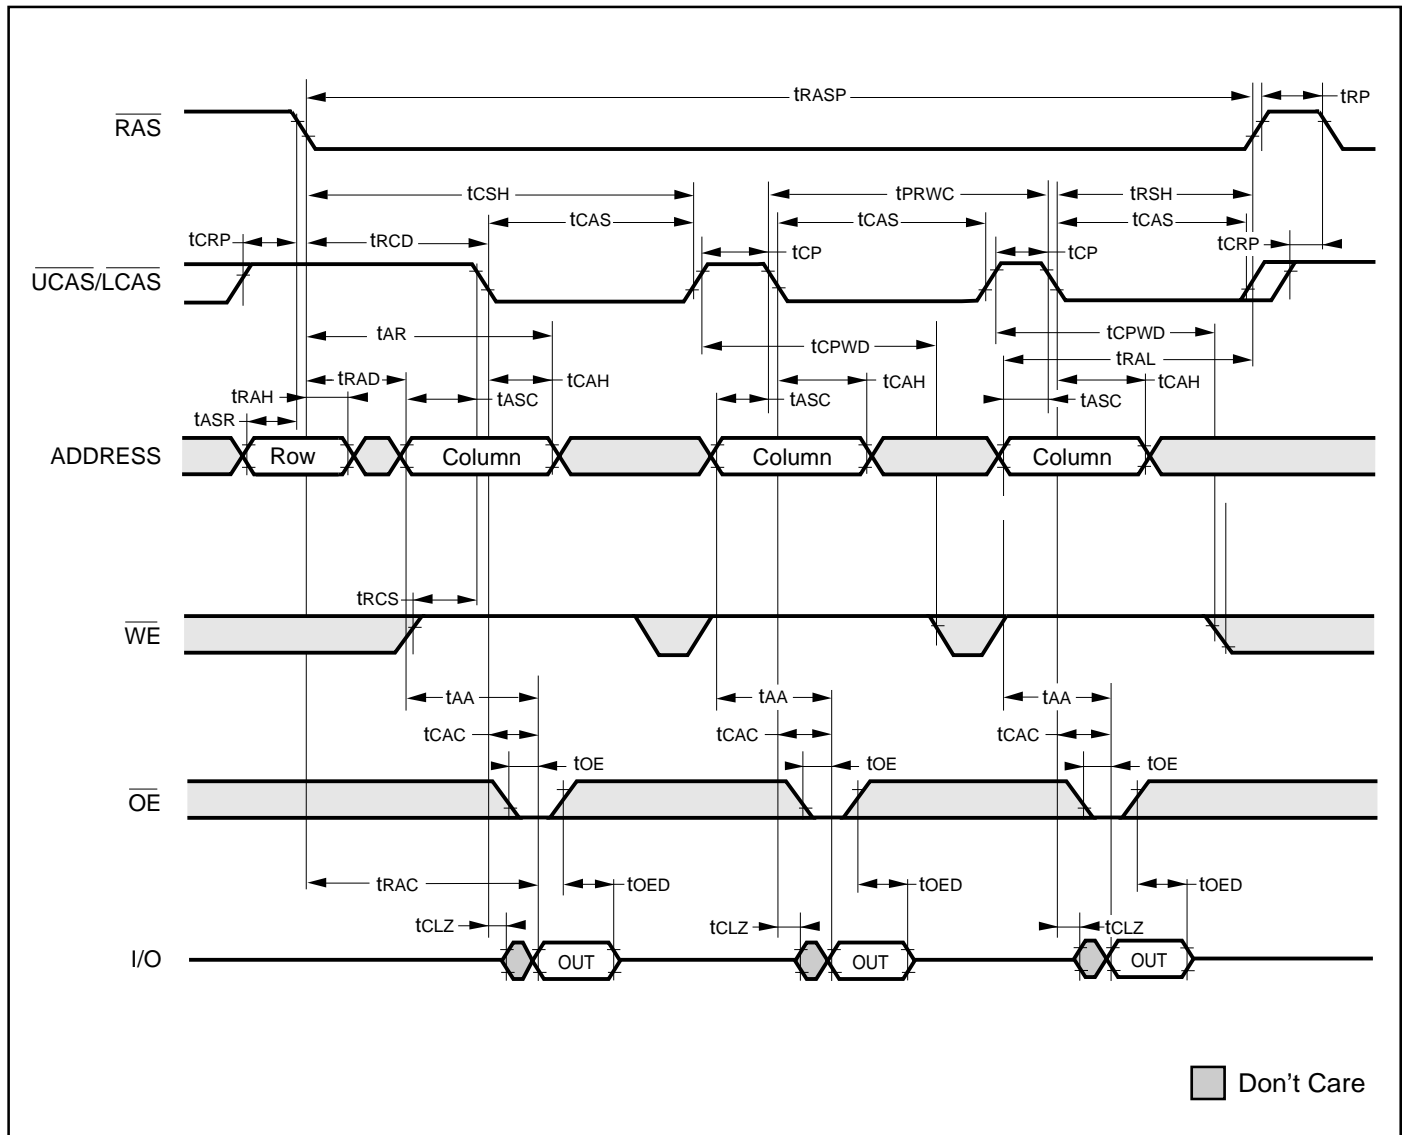 tRASP
tRP
RAS
tCSH
tPRWC
tRSH
tCAS
tCAS
tCAS
tCRP
tRCD
tCP
tCP
tCRP
UCAS/LCAS
tAR
tCPWD
tCPWD
tRAL
tRAD
tCAH
tCAH
tCAH
tRAH
tASC
tASC
tASC
tASR
ADDRESS
Row
Column
Column
Column
tRCS
WE
tAA
tAA
tAA
tCAC
tCAC
tCAC
tOE
tOE
tOE
OE
tRAC
tOED
tOED
tOED
tCLZ
tCLZ
tCLZ
I/O
OUT
OUT
OUT
Don't Care